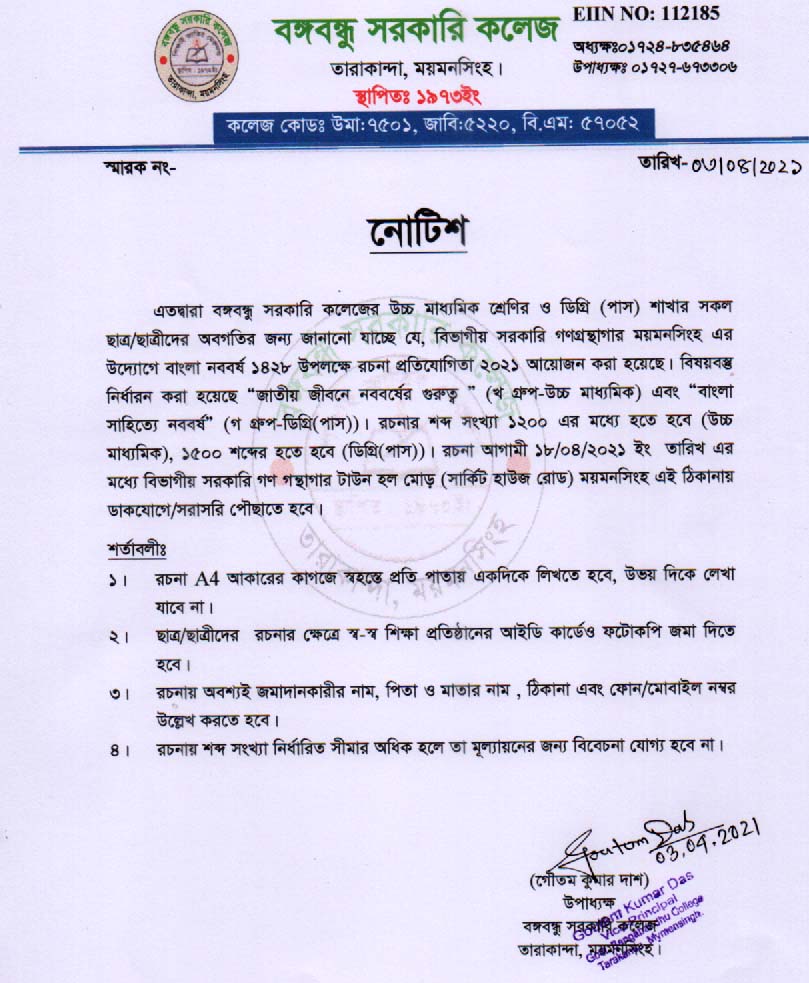 বঙ্গবন্ধু সরকারি কলেজ
EIIN NO: 112185
তারাকান্দা, ময়মনসিংহ।
অধ্যক্ষঃ০১৭২৪-৮৩৫৪৬৪
উপাধ্যক্ষঃ ০১৭২৭-৬৭৩৩০৬
স্থাপিতঃ ১৯৭৩ইং
কলেজ কোডঃ উমা:৭৫০১, জাবি:৫২২০, বি.এম: ৫৭০৫২
স্মারক নং-
তারিখ-০৩/০৪/২০২১
নোটিশ
এতদ্বারা বঙ্গবন্ধু সরকারি কলেজের উচ্চ মাধ্যমিক শ্রেণির ও ডিগ্রি (পাস) শাখার সকল
ছাত্র/ছাত্রীদের অবগতির জন্য জানানো যাচ্ছে যে, বিভাগীয় সরকারি গণগ্রন্থাগার ময়মনসিংহ এর
উদ্যোগে বাংলা নববর্ষ ১৪২৮ উপলক্ষে রচনা প্রতিযোগিতা ২০২১ আয়োজন করা হয়েছে। বিষয়বস্তু
নির্ধারন করা হয়েছে “জাতীয় জীবনে নববর্ষের গুরুত্ব ” (খ গ্রুপ-উচ্চ মাধ্যমিক) এবং “বাংলা
সাহিত্যে নববর্ষ” (গ গ্রুপ-ডিগ্রি(পাস))। রচনার শব্দ সংখ্যা ১২০০ এর মধ্যে হতে হবে (উচ্চ
মাধ্যমিক), ১৫০০ শব্দের হতে হবে (ডিগ্রি(পাস))। রচনা আগামী ১৮/০৪/২০২১ ইং তারিখ এর
মধ্যে বিভাগীয় সরকারি গণ গন্থাগার টাউন হল মোড় (সার্কিট হাউজ রোড) ময়মনসিংহ এই ঠিকানায়
ডাকযোগে/সরাসরি পৌছাতে হবে।
শর্তাবলীঃ
১। রচনা A4 আকারের কাগজে স্বহস্তে প্রতি পাতায় একদিকে লিখতে হবে, উভয় দিকে লেখা
যাবে না।
২। ছাত্র/ছাত্রীদের রচনার ক্ষেত্রে স্ব-স্ব শিক্ষা প্রতিষ্ঠানের আইডি কার্ডেও ফটোকপি জমা দিতে
হবে।
৩। রচনায় অবশ্যই জমাদানকারীর নাম, পিতা ও মাতার নাম , ঠিকানা এবং ফোন/মোবাইল নম্বর
উল্লেখ করতে হবে।
৪। রচনায় শব্দ সংখ্যা নির্ধারিত সীমার অধিক হলে তা মূল্যায়নের জন্য বিবেচনা যোগ্য হবে না।
Goutom Das
03.04.2021
(গৌতম কুমার দাশ)
উপাধ্যক্ষ
বঙ্গবন্ধু সরকারি কলেজ
তারাকান্দা, ময়মনসিংহ।
Goutam Kumar Das
Vice Principal
Govt. Bangabandhu College
Tarakanda, Mymensingh.